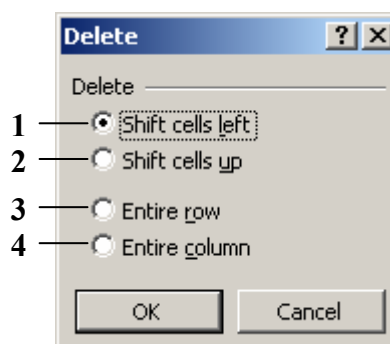 Delete
Delete
1 Shift cells left
2 Shift cells up
3 Entire row
4 Entire column
OK Cancel